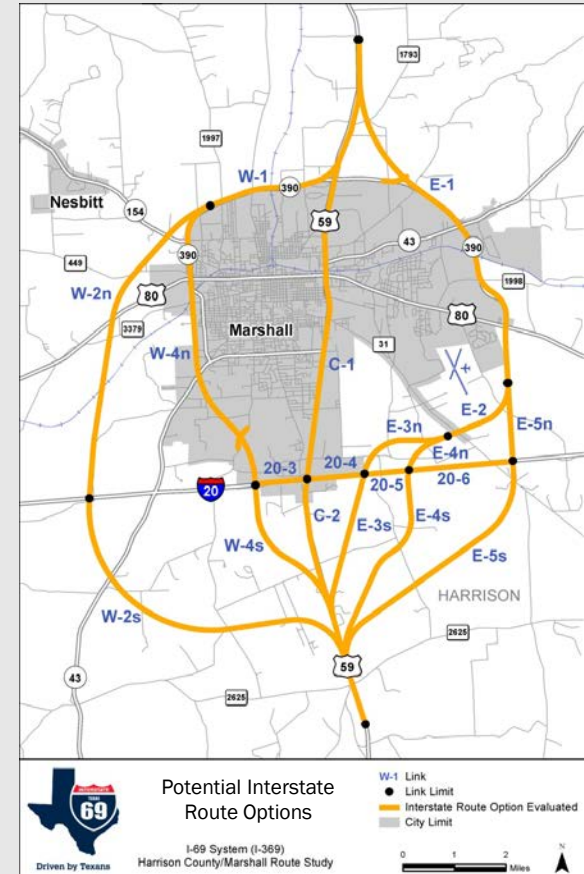 1793
1997
W-1
390
E-1
Nesbitt
154
59
43
390
449
390
W-2n
80
1998
3379
80
Marshall
W-4n
31
C-1
E-2
E-3n
E-4n
E-5n
20-3
20-4
20-5
20-6
20
C-2
E-3s
E-4s
W-4s
E-5s
HARRISON
W-2s
2625
59
43
2625
INTERSTATE
TEXAS
69
Driven by Texans
Potential Interstate
Route Options
I-69 System (I-369)
Harrison County/Marshall Route Study
W-1 Link
Link Limit
Interstate Route Option Evaluated
City Limit
0 1 2
Miles
N